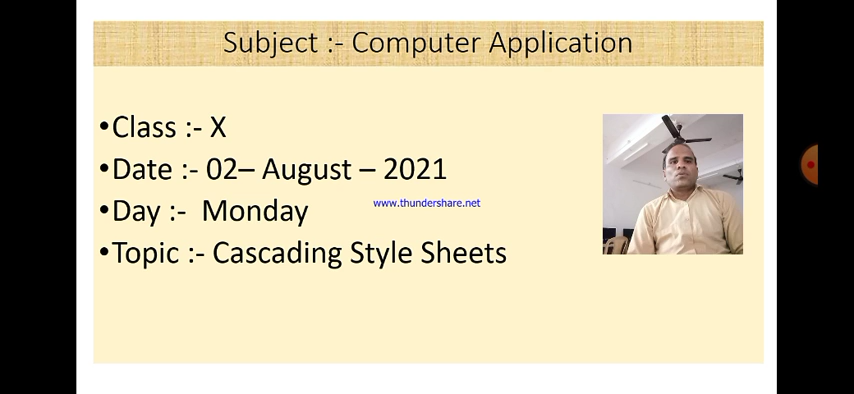 Subject :- Computer Application
•Class :- X
•Date :- 02– August – 2021
•Day :-  Monday
www.thundershare.net
•Topic :- Cascading Style Sheets